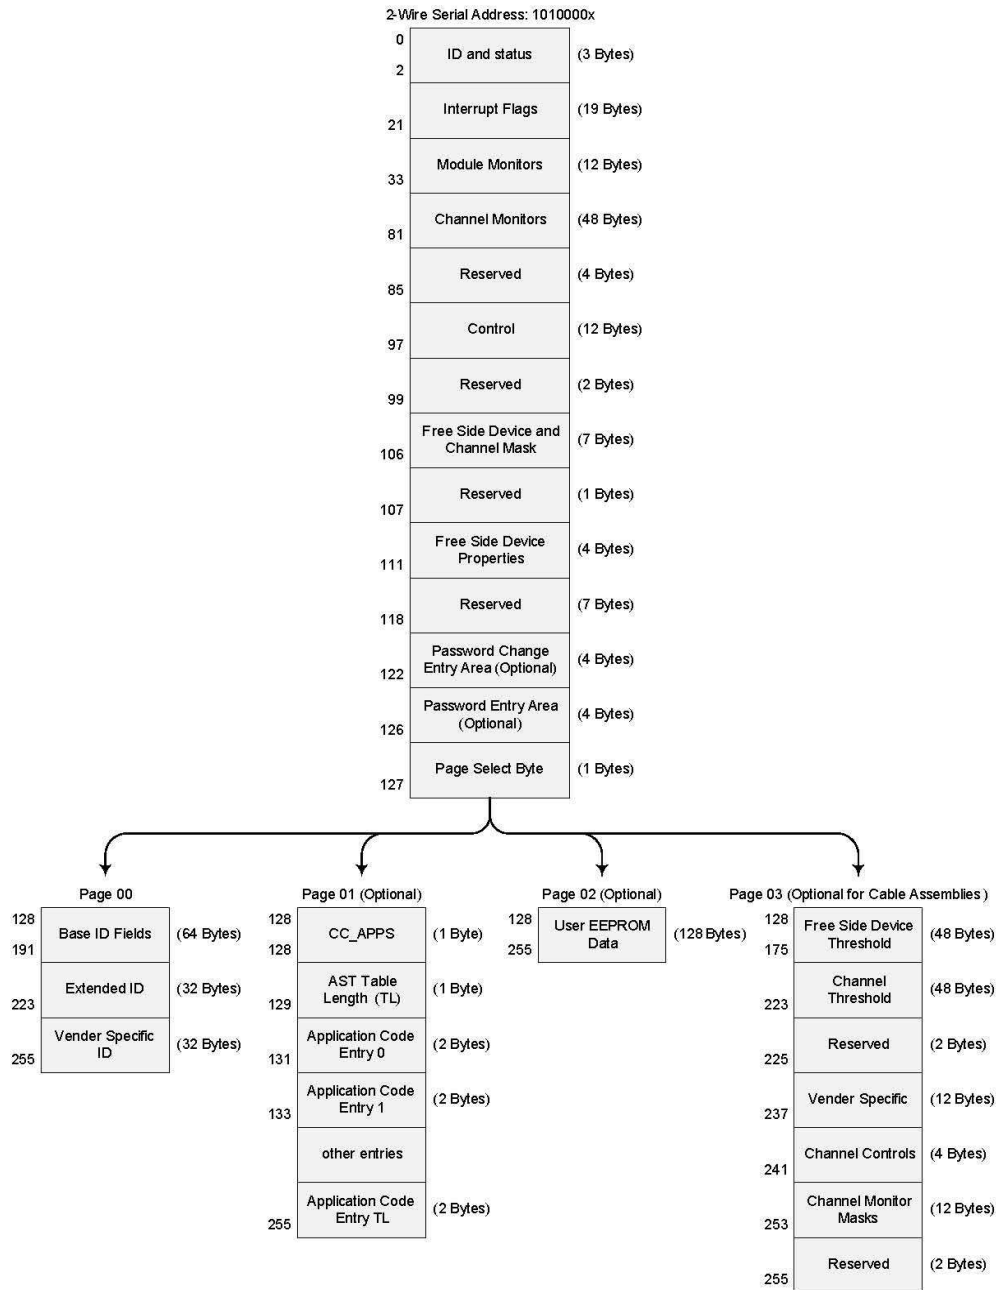 2-Wire Serial Address: 1010000x
0
ID and status (3 Bytes)
2
Interrupt Flags (19 Bytes)
21
Module Monitors (12 Bytes)
33
Channel Monitors (48 Bytes)
81
Reserved (4 Bytes)
85
Control (12 Bytes)
97
Reserved (2 Bytes)
99
Free Side Device and
Channel Mask
(7 Bytes)
106
Reserved (1 Bytes)
107
Free Side Device
Properties
(4 Bytes)
111
Reserved (7 Bytes)
118
Password Change
Entry Area (Optional)
(4 Bytes)
122
Password Entry Area
(Optional)
(4 Bytes)
126
Page Select Byte (1 Bytes)
127
Page 00
128
Base ID Fields (64 Bytes)
191
Extended ID (32 Bytes)
223
Vender Specific
ID
(32 Bytes)
255
Page 01 (Optional)
128
CC_APPS (1 Byte)
128
AST Table
Length (TL)
(1 Byte)
129
Application Code
Entry 0
(2 Bytes)
131
Application Code
Entry 1
(2 Bytes)
133
other entries
Application Code
Entry TL
(2 Bytes)
255
Page 02 (Optional)
128
User EEPROM
Data
(128 Bytes)
255
Page 03 (Optional for Cable Assemblies )
128
Free Side Device
Threshold
(48 Bytes)
175
Channel
Threshold
(48 Bytes)
223
Reserved (2 Bytes)
225
Vender Specific (12 Bytes)
237
Channel Controls (4 Bytes)
241
Channel Monitor
Masks
(12 Bytes)
253
Reserved (2 Bytes)
255